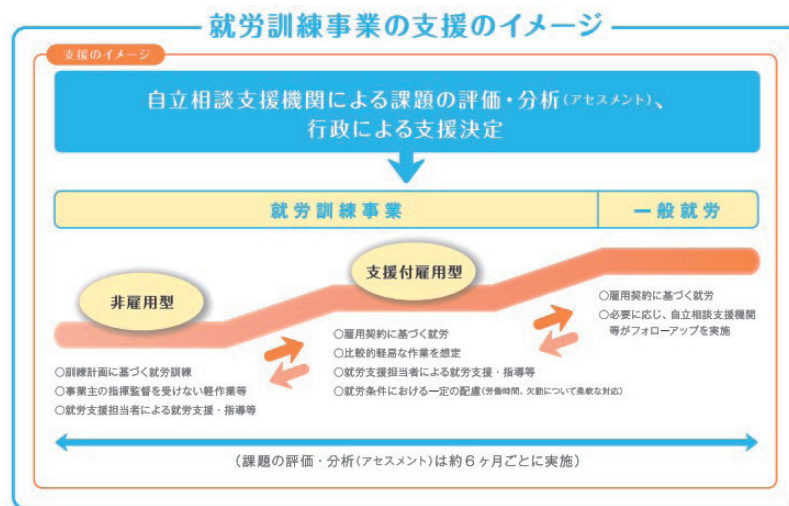 就労訓練事業の支援のイメージ
支援のイメージ
自立相談支援機関による課題の評価・分析(アセスメント)、
行政による支援決定
就労訓練事業
一般就労
非雇用型
○訓練計画に基づく就労訓練
○事業主の指揮監督を受けない軽作業等
○就労支援担当者による就労支援・指導等
支援付雇用型
○雇用契約に基づく就労
○比較的軽易な作業を想定
○就労支援担当者による就労支援・指導等
○就労条件における一定の配慮(労働時間、欠勤について柔軟な対応)
○雇用契約に基づく就労
○必要に応じ、自立相談支援機関
等がフォローアップを実施
(課題の評価・分析(アセスメント)は約6ヶ月ごとに実施)